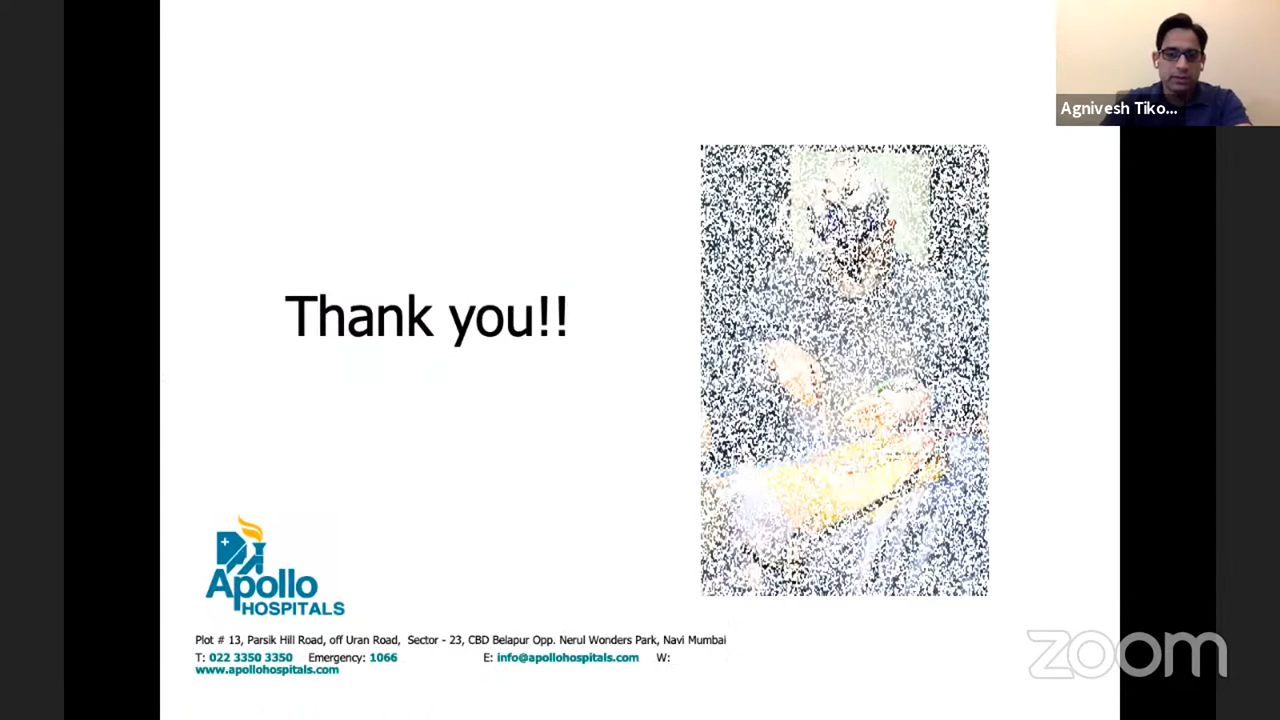 Agnivesh Tiko...
Thank you!!
Apollo
HOSPITALS
Plot # 13, Parsik Hill Road, off Uran Road, Sector - 23, CBD Belapur Opp. Nerul Wonders Park, Navi Mumbai
T: 022 3350 3350 Emergency: 1066 E: info@apollohospitals.com W:
www.apollohospitals.com
zoom